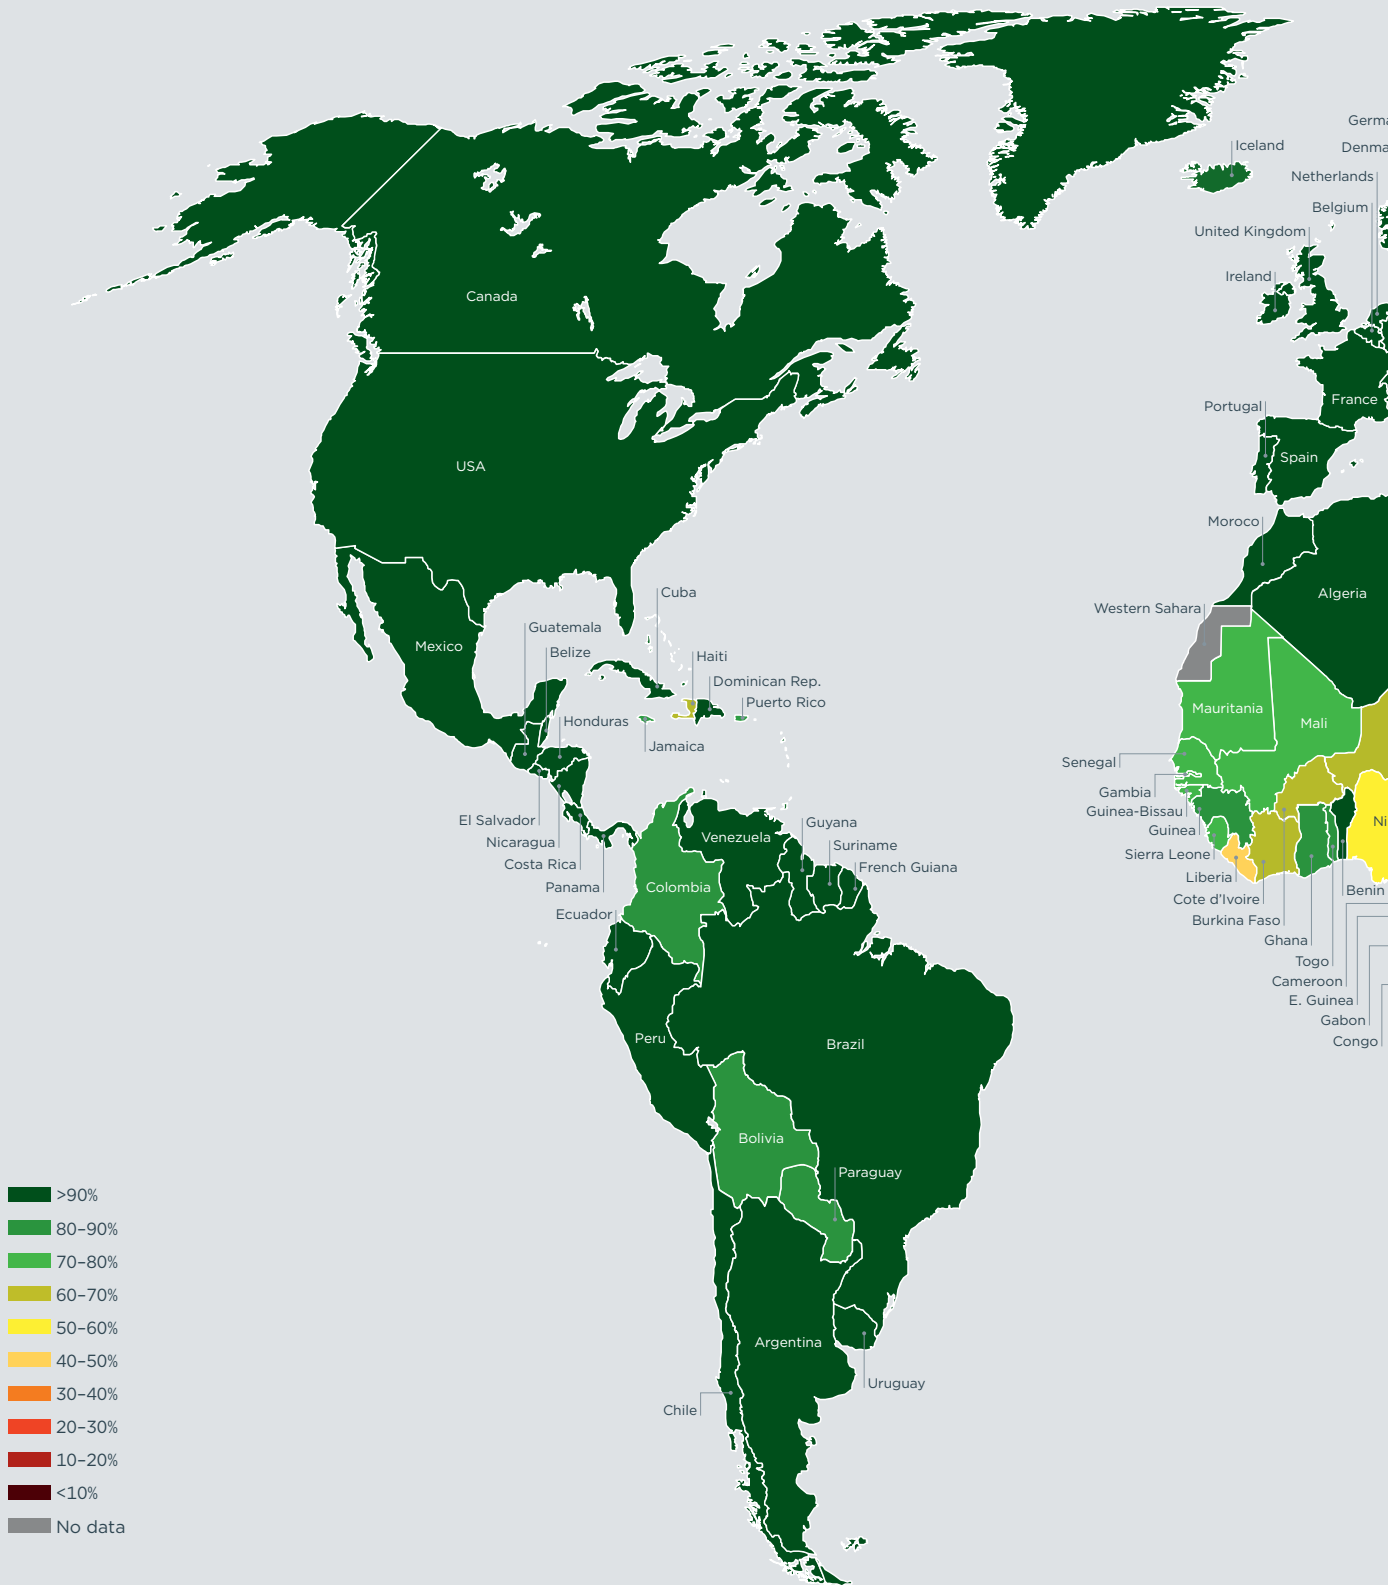 Germa
Iceland
Denma
Netherlands
Belgium
United Kingdom
Ireland
Canada
France
Portugal
Spain
USA
Moroco
Algeria
Cuba
Western Sahara
Guatemala
Mexico
Belize
Haiti
Dominican Rep.
Puerto Rico
Mauritania
Honduras
Mali
Jamaica
Senegal
Gambia
Guinea-Bissau
El Salvador
Guyana
Ni
Guinea
Venezuela
Nicaragua
Suriname
Sierra Leone
Costa Rica
French Guiana
Liberia
Panama
Colombia
Benin
Cote d'Ivoire
Ecuador
Burkina Faso
Ghana
Togo
Cameroon
E. Guinea
Gabon
Peru
Congo
Brazil
Bolivia
Paraguay
>90%
80-90%
70-80%
60-70%
50-60%
Argentina
40-50%
Uruguay
30-40%
Chile
20-30%
10-20%
<10%
No data